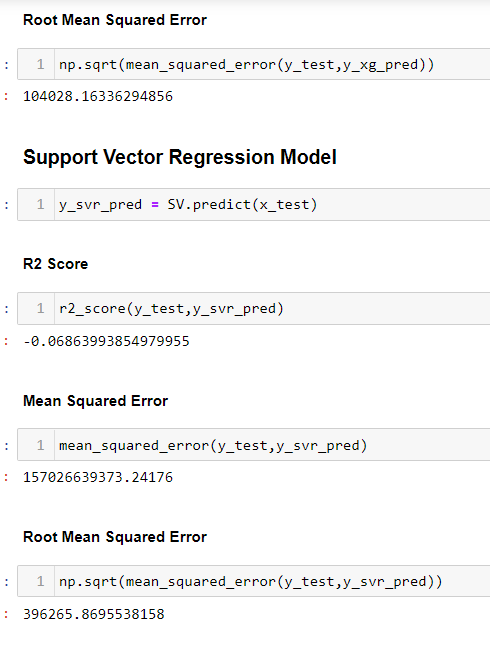 Root Mean Squared Error
: 1 np.sqrt(mean_squared_error(y_test,y_xg_pred))
: 104028.16336294856
Support Vector Regression Model
: 1 y_svr_pred = SV.predict(x_test)
R2 Score
: 1 r2_score(y_test,y_svr_pred)
: -0.06863993854979955
Mean Squared Error
: 1 mean_squared_error(y_test,y_svr_pred)
: 157026639373.24176
Root Mean Squared Error
: 1 np.sqrt(mean_squared_error(y_test,y_svr_pred))
: 396265.8695538158